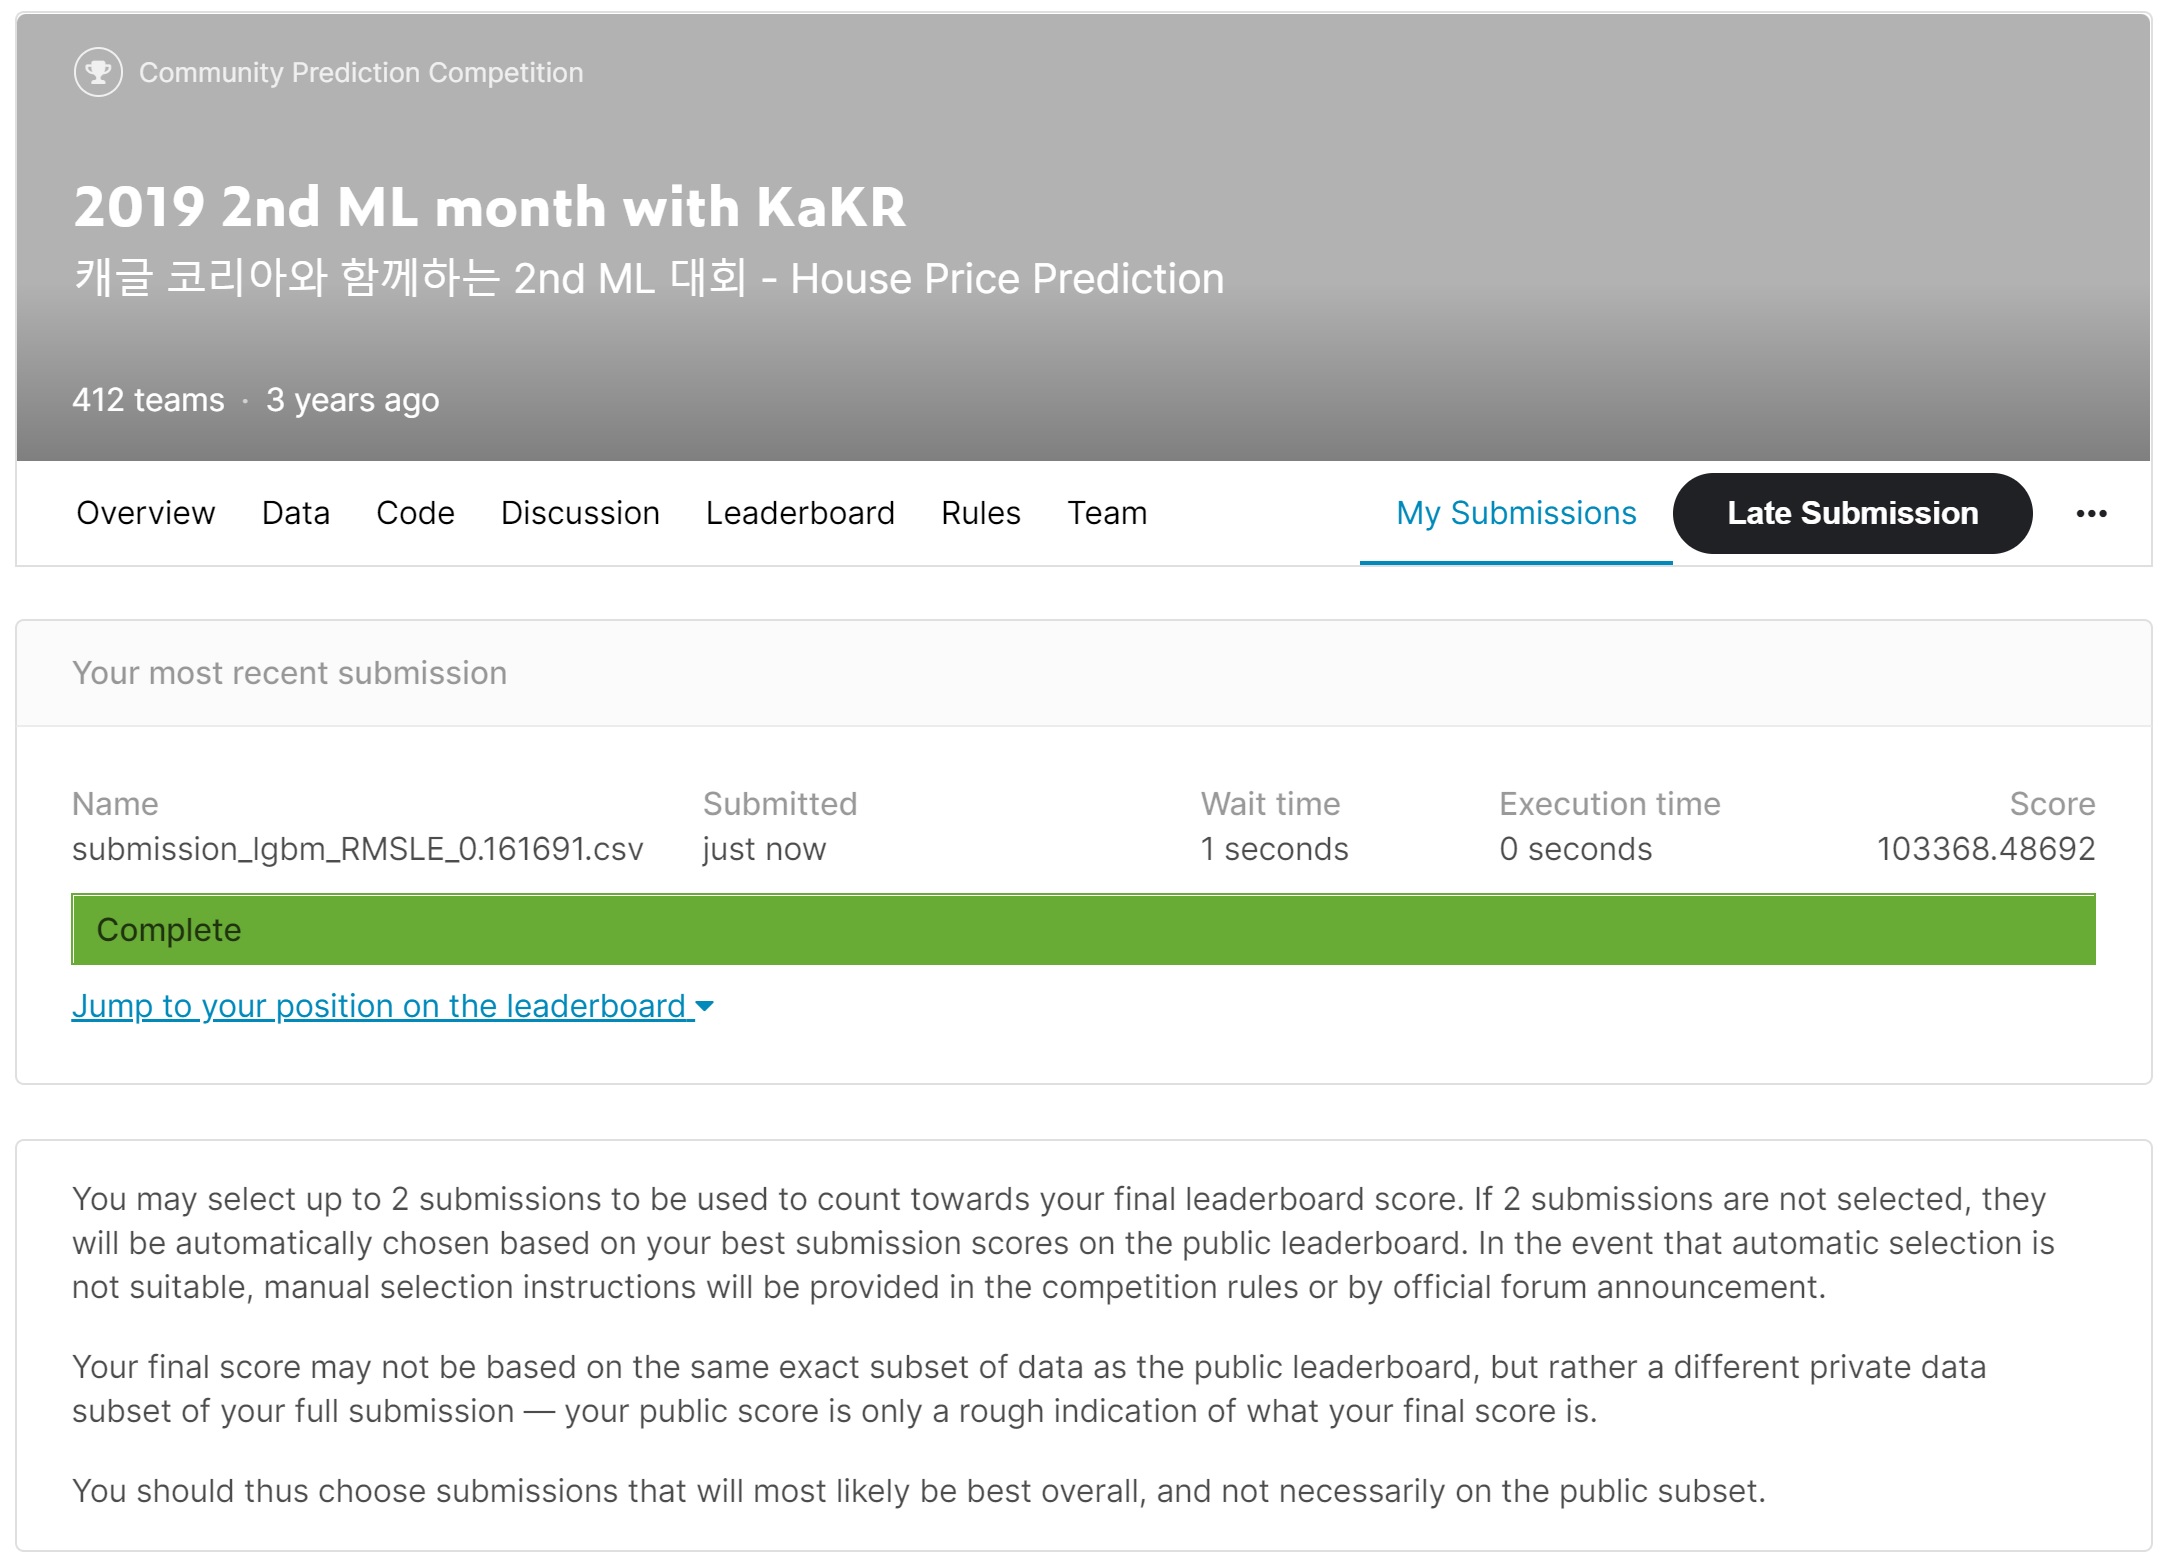 Community Prediction Competition
2019 2nd ML month with KaKR
캐글 코리아와 함께하는 2nd ML 대회 - House Price Prediction
412 teams · 3 years ago
Overview Data Code Discussion Leaderboard Rules Team My Submissions Late Submission ...
Your most recent submission
Name Submitted Wait time Execution time Score
submission_lgbm_RMSLE_0.161691.csv just now 1 seconds 0 seconds 103368.48692
Complete
Jump to your position on the leaderboard
You may select up to 2 submissions to be used to count towards your final leaderboard score. If 2 submissions are not selected, they
will be automatically chosen based on your best submission scores on the public leaderboard. In the event that automatic selection is
not suitable, manual selection instructions will be provided in the competition rules or by official forum announcement.
Your final score may not be based on the same exact subset of data as the public leaderboard, but rather a different private data
subset of your full submission — your public score is only a rough indication of what your final score is.
You should thus choose submissions that will most likely be best overall, and not necessarily on the public subset.